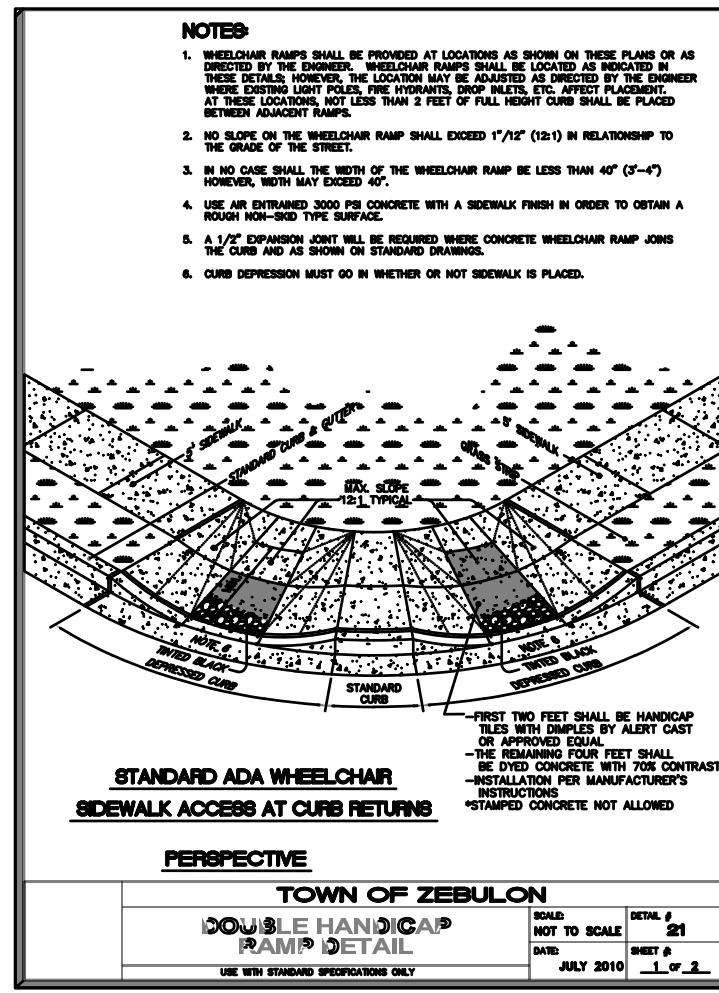 NOTES:
1. WHEELCHAIR RAMPS SHALL BE PROVIDED AT LOCATIONS AS SHOWN ON THESE PLANS OR AS
DIRECTED BY THE ENGINEER. WHEELCHAIR RAMPS SHALL BE LOCATED AS INDICATED IN
THESE DETAILS; HOWEVER, THE LOCATION MAY BE ADJUSTED AS DIRECTED BY THE ENGINEER
WHERE EXISTING LIGHT POLES, FIRE HYDRANTS, DROP INLETS, ETC. AFFECT PLACEMENT.
AT THESE LOCATIONS, NOT LESS THAN 2 FEET OF FULL HEIGHT CURB SHALL BE PLACED
BETWEEN ADJACENT RAMPS.
2. NO SLOPE ON THE WHEELCHAIR RAMP SHALL EXCEED 1"/12" (12:1) IN RELATIONSHIP TO
THE GRADE OF THE STREET.
3. IN NO CASE SHALL THE WIDTH OF THE WHEELCHAIR RAMP BE LESS THAN 40" (3'-4")
HOWEVER, WIDTH MAY EXCEED 40".
4. USE AIR ENTRAINED 3000 PSI CONCRETE WITH A SIDEWALK FINISH IN ORDER TO OBTAIN A
ROUGH NON-SKID TYPE SURFACE.
5. A 1/2" EXPANSION JOINT WILL BE REQUIRED WHERE CONCRETE WHEELCHAIR RAMP JOINS
THE CURB AND AS SHOWN ON STANDARD DRAWINGS.
6. CURB DEPRESSION MUST GO IN WHETHER OR NOT SIDEWALK IS PLACED.
5' SIDEWALK
STANDARD CURB & GUTTER
GRASS STRIP
5' SIDEWALK
MAX. SLOPE
12:1 TYPICAL
NOTE 6
TINTED BLACK
DEPRESSED CURB
STANDARD
CURB
NOTE 6
TINTED BLACK
DEPRESSED CURB
-FIRST TWO FEET SHALL BE HANDICAP
TILES WITH DIMPLES BY ALERT CAST
OR APPROVED EQUAL
-THE REMAINING FOUR FEET SHALL
BE DYED CONCRETE WITH 70% CONTRAST
-INSTALLATION PER MANUFACTURER'S
INSTRUCTIONS
*STAMPED CONCRETE NOT ALLOWED
STANDARD ADA WHEELCHAIR
SIDEWALK ACCESS AT CURB RETURNS
PERSPECTIVE
TOWN OF ZEBULON
DOUBLE HANDICAP
RAMP DETAIL
USE WITH STANDARD SPECIFICATIONS ONLY
SCALE:
NOT TO SCALE
DETAIL #
21
DATE:
JULY 2010
SHEET #:
1 OF 2